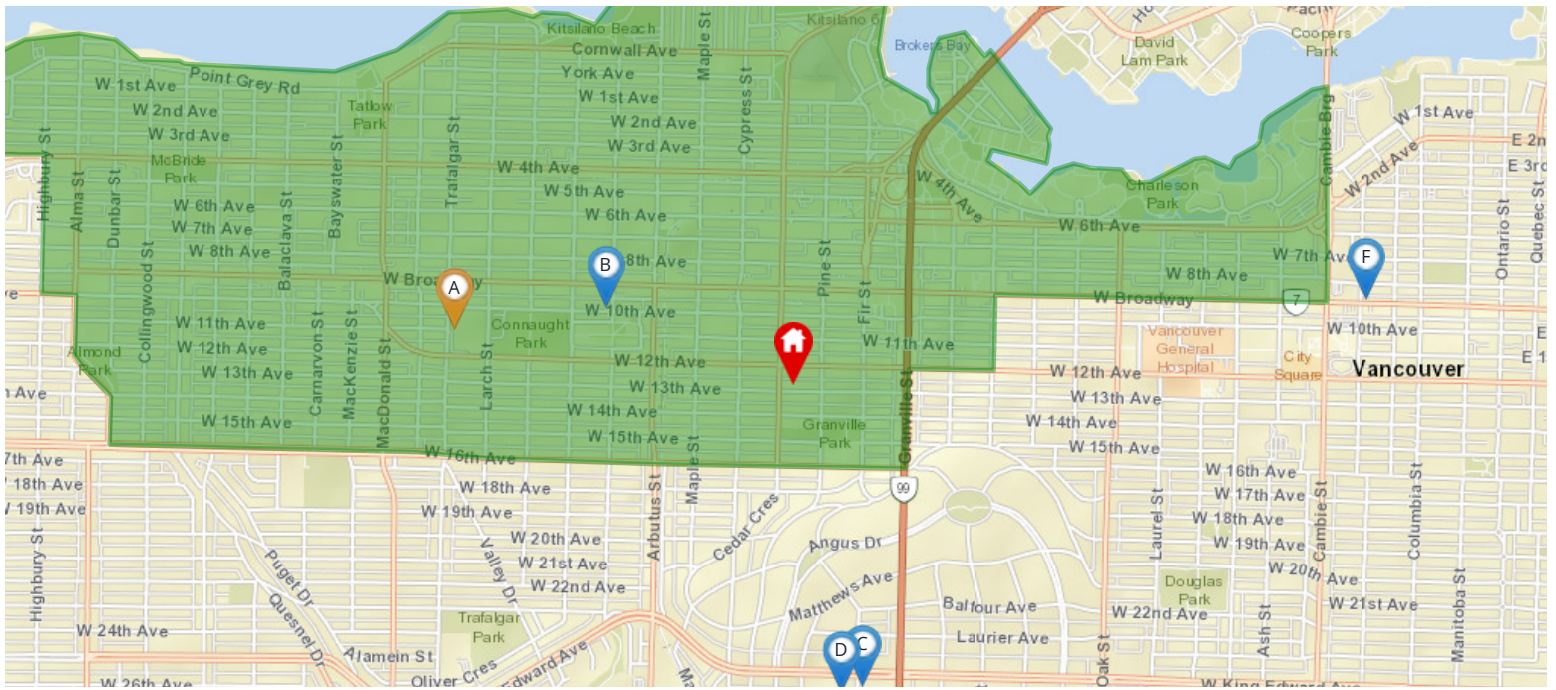 Kitsilano Beach
Kitsilano 6
Maple St
Cornwall Ave
Brokers Bay
David
Lam Park
Coopers
Park
York Ave
Point Grey Rd
W 1st Ave
W 1st Ave
Tatlow
Park
Cypress St
W 1st Ave
W 2nd Ave
W 2nd Ave
W 3rd Ave
W 3rd Ave
Highbury St
Trafalgar St
Bayswater St
Cambie Brg
W 2nd Ave
McBride
Park
W 4th Ave
W 4th Ave
Alma St
Dunbar St
W 5th Ave
Charleson
Park
Balaclava St
W 6th Ave
W 6th Ave
W 6th Ave
W 7th Ave
W 8th Ave
Ontario St
Quebec St
Collingwood St
Pine St
B
8th Ave
W 7th Ave
F
W 8th Ave
A
Fir St
W Broadway
7
W 10th Ave
W 10th Ave
W 11th Ave
Connaught
Park
W 11th Ave
Vancouver
General
Hospital
City
Square
Vancouver
Almond
Park
W 12th Ave
W 12th Ave
W 12th Ave
W 13th Ave
W 13th Ave
W 13th Ave
Carnarvon St
MacKenzie St
MacDonald St
Larch St
Granville St
W 14th Ave
W 14th Ave
W 15th Ave
W 15th Ave
W 15th Ave
Granville
Park
W 16th Ave
W 16th Ave
Maple St
7th Ave
18th Ave
W 19th Ave
W 18th Ave
W 19th Ave
99
W 17th Ave
W 18th Ave
W 19th Ave
Laurel St
Cambie St
Columbia St
Highbury St
Arbutus St
Cedar Cres
Angus Dr
W 20th Ave
W 21st Ave
W 22nd Ave
Valley Dr
Puget Dr
Quesnel Dr
Matthews Ave
W 20th Ave
Douglas
Park
W 21st Ave
W 22nd Ave
Balfour Ave
Laurier Ave
Manitoba St
Ash St
Oak St
Trafalgar
Park
W 24th Ave
Alamein St
D
C
Oliver Cres
Edward Ave
W 26th Ave
W King Edward Ave